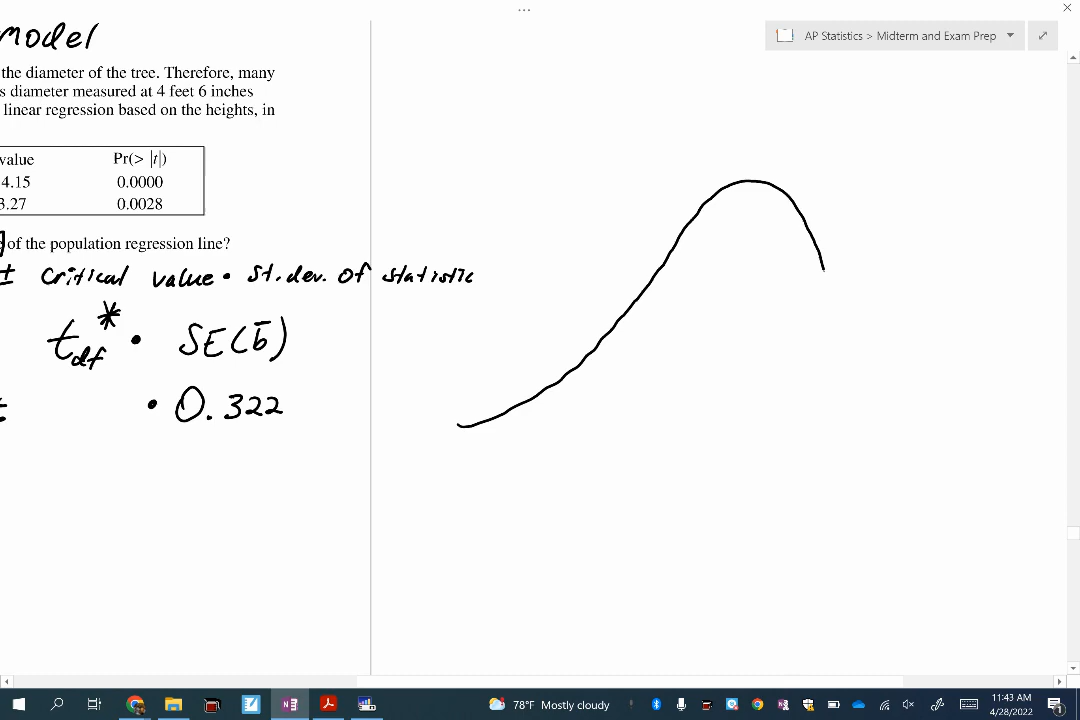 ...
AP Statistics > Midterm and Exam Prep
model
the diameter of the tree. Therefore, many
s diameter measured at 4 feet 6 inches
linear regression based on the heights, in
value Pr(> |t|)
4.15 0.0000
3.27 0.0028
of the population regression line?
± critical value • st. dev. of statistic
t*df • SE(b)
• 0.322
78°F Mostly cloudy
11:43 AM
4/28/2022